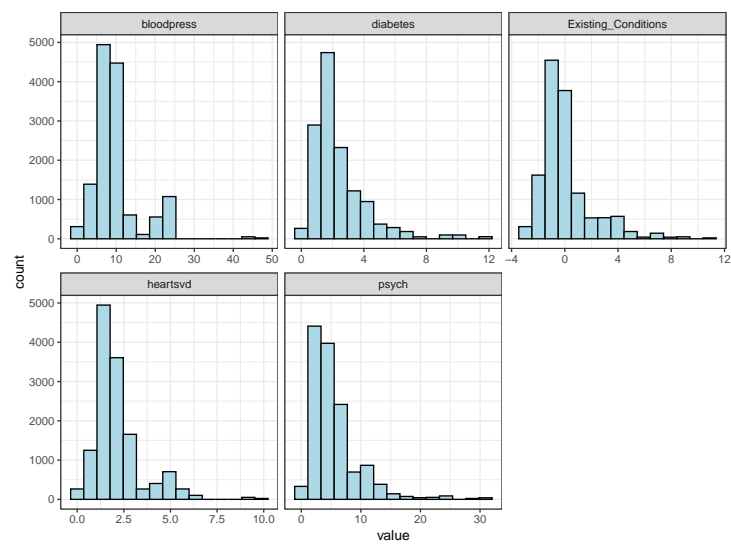 bloodpress diabetes Existing_Conditions
5000
4000
3000
2000
1000
0
0 10 20 30 40 50 0 4 8 12 −4 0 4 8 12
count
heartsvd psych
5000
4000
3000
2000
1000
0
0.0 2.5 5.0 7.5 10.0 0 10 20 30
value